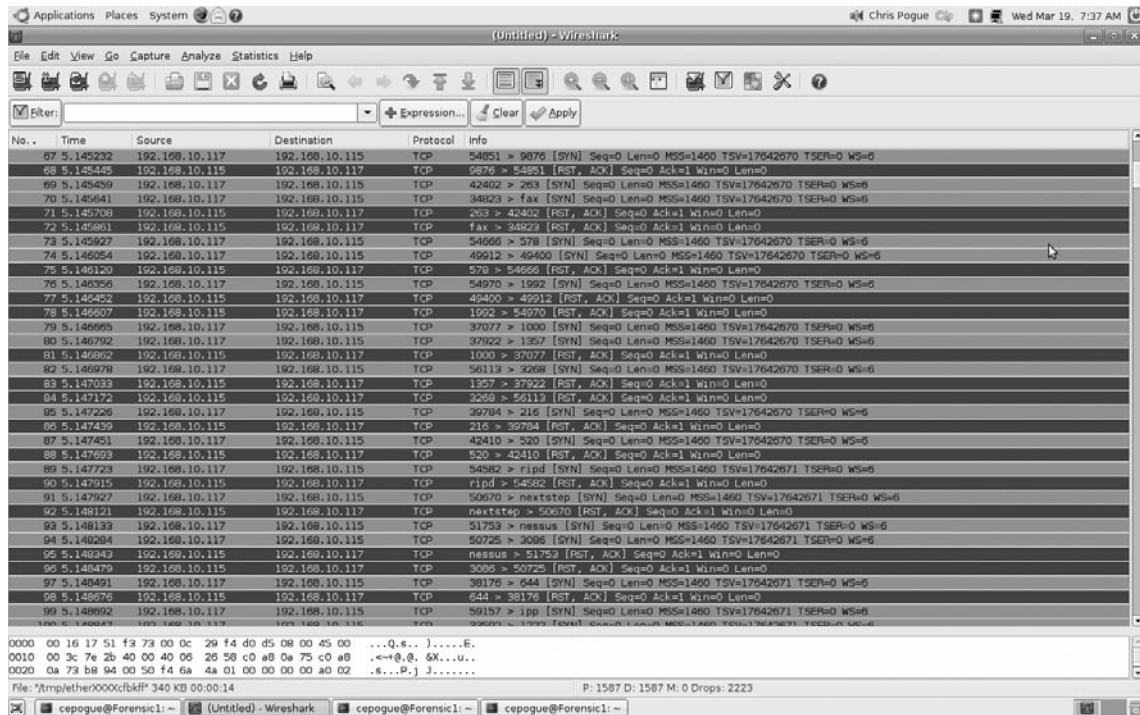 Applications Places System Chris Pogue Wed Mar 19, 7:37 AM
(Untitled) - Wireshark
File Edit View Go Capture Analyze Statistics Help
Filter: Expression... Clear Apply
No. . Time Source Destination Protocol Info
67 5.145232 192.168.10.117 192.168.10.115 TCP 54851 > 9876 [SYN] Seq=0 Len=0 MSS=1460 TSV=17642670 TSER=0 WS=6
68 5.145445 192.168.10.115 192.168.10.117 TCP 9876 > 54851 [RST, ACK] Seq=0 Ack=1 Win=0 Len=0
69 5.145459 192.168.10.117 192.168.10.115 TCP 42402 > 263 [SYN] Seq=0 Len=0 MSS=1460 TSV=17642670 TSER=0 WS=6
70 5.145641 192.168.10.117 192.168.10.115 TCP 34823 > fax [SYN] Seq=0 Len=0 MSS=1460 TSV=17642670 TSER=0 WS=6
71 5.145708 192.168.10.115 192.168.10.117 TCP 263 > 42402 [RST, ACK] Seq=0 Ack=1 Win=0 Len=0
72 5.145861 192.168.10.115 192.168.10.117 TCP fax > 34823 [RST, ACK] Seq=0 Ack=1 Win=0 Len=0
73 5.145927 192.168.10.117 192.168.10.115 TCP 54666 > 578 [SYN] Seq=0 Len=0 MSS=1460 TSV=17642670 TSER=0 WS=6
74 5.146054 192.168.10.117 192.168.10.115 TCP 49912 > 49400 [SYN] Seq=0 Len=0 MSS=1460 TSV=17642670 TSER=0 WS=6
75 5.146120 192.168.10.115 192.168.10.117 TCP 578 > 54666 [RST, ACK] Seq=0 Ack=1 Win=0 Len=0
76 5.146356 192.168.10.117 192.168.10.115 TCP 54970 > 1992 [SYN] Seq=0 Len=0 MSS=1460 TSV=17642670 TSER=0 WS=6
77 5.146452 192.168.10.115 192.168.10.117 TCP 49400 > 49912 [RST, ACK] Seq=0 Ack=1 Win=0 Len=0
78 5.146607 192.168.10.115 192.168.10.117 TCP 1992 > 54970 [RST, ACK] Seq=0 Ack=1 Win=0 Len=0
79 5.146665 192.168.10.117 192.168.10.115 TCP 37077 > 1000 [SYN] Seq=0 Len=0 MSS=1460 TSV=17642670 TSER=0 WS=6
80 5.146792 192.168.10.117 192.168.10.115 TCP 37922 > 1357 [SYN] Seq=0 Len=0 MSS=1460 TSV=17642670 TSER=0 WS=6
81 5.146862 192.168.10.115 192.168.10.117 TCP 1000 > 37077 [RST, ACK] Seq=0 Ack=1 Win=0 Len=0
82 5.146978 192.168.10.117 192.168.10.115 TCP 56113 > 3268 [SYN] Seq=0 Len=0 MSS=1460 TSV=17642670 TSER=0 WS=6
83 5.147033 192.168.10.115 192.168.10.117 TCP 1357 > 37922 [RST, ACK] Seq=0 Ack=1 Win=0 Len=0
84 5.147172 192.168.10.115 192.168.10.117 TCP 3268 > 56113 [RST, ACK] Seq=0 Ack=1 Win=0 Len=0
85 5.147226 192.168.10.117 192.168.10.115 TCP 39784 > 216 [SYN] Seq=0 Len=0 MSS=1460 TSV=17642670 TSER=0 WS=6
86 5.147439 192.168.10.115 192.168.10.117 TCP 216 > 39784 [RST, ACK] Seq=0 Ack=1 Win=0 Len=0
87 5.147451 192.168.10.117 192.168.10.115 TCP 42410 > 520 [SYN] Seq=0 Len=0 MSS=1460 TSV=17642670 TSER=0 WS=6
88 5.147693 192.168.10.115 192.168.10.117 TCP 520 > 42410 [RST, ACK] Seq=0 Ack=1 Win=0 Len=0
89 5.147723 192.168.10.117 192.168.10.115 TCP 54582 > ripd [SYN] Seq=0 Len=0 MSS=1460 TSV=17642671 TSER=0 WS=6
90 5.147915 192.168.10.115 192.168.10.117 TCP ripd > 54582 [RST, ACK] Seq=0 Ack=1 Win=0 Len=0
91 5.147927 192.168.10.117 192.168.10.115 TCP 50670 > nextstep [SYN] Seq=0 Len=0 MSS=1460 TSV=17642671 TSER=0 WS=6
92 5.148121 192.168.10.115 192.168.10.117 TCP nextstep > 50670 [RST, ACK] Seq=0 Ack=1 Win=0 Len=0
93 5.148133 192.168.10.117 192.168.10.115 TCP 51753 > nessus [SYN] Seq=0 Len=0 MSS=1460 TSV=17642671 TSER=0 WS=6
94 5.148284 192.168.10.117 192.168.10.115 TCP 50725 > 3086 [SYN] Seq=0 Len=0 MSS=1460 TSV=17642671 TSER=0 WS=6
95 5.148343 192.168.10.115 192.168.10.117 TCP nessus > 51753 [RST, ACK] Seq=0 Ack=1 Win=0 Len=0
96 5.148479 192.168.10.115 192.168.10.117 TCP 3086 > 50725 [RST, ACK] Seq=0 Ack=1 Win=0 Len=0
97 5.148491 192.168.10.117 192.168.10.115 TCP 38176 > 644 [SYN] Seq=0 Len=0 MSS=1460 TSV=17642671 TSER=0 WS=6
98 5.148676 192.168.10.115 192.168.10.117 TCP 644 > 38176 [RST, ACK] Seq=0 Ack=1 Win=0 Len=0
99 5.148692 192.168.10.117 192.168.10.115 TCP 59157 > ipp [SYN] Seq=0 Len=0 MSS=1460 TSV=17642671 TSER=0 WS=6
0000 00 16 17 51 f3 73 00 0c 29 f4 d0 d5 08 00 45 00 ...Q.s.. ).....E.
0010 00 3c 7e 2b 40 00 40 06 26 58 c0 a8 0a 75 c0 a8 .<~+@.@. &X...u..
0020 0a 73 b8 94 00 50 f4 6a 4a 01 00 00 00 00 a0 02 .s...P.j J.......
File: "/tmp/etherXXXXcfbkff" 340 KB 00:00:14 P: 1587 D: 1587 M: 0 Drops: 2223
cepogue@Forensic1: ~ (Untitled) - Wireshark cepogue@Forensic1: ~ cepogue@Forensic1: ~